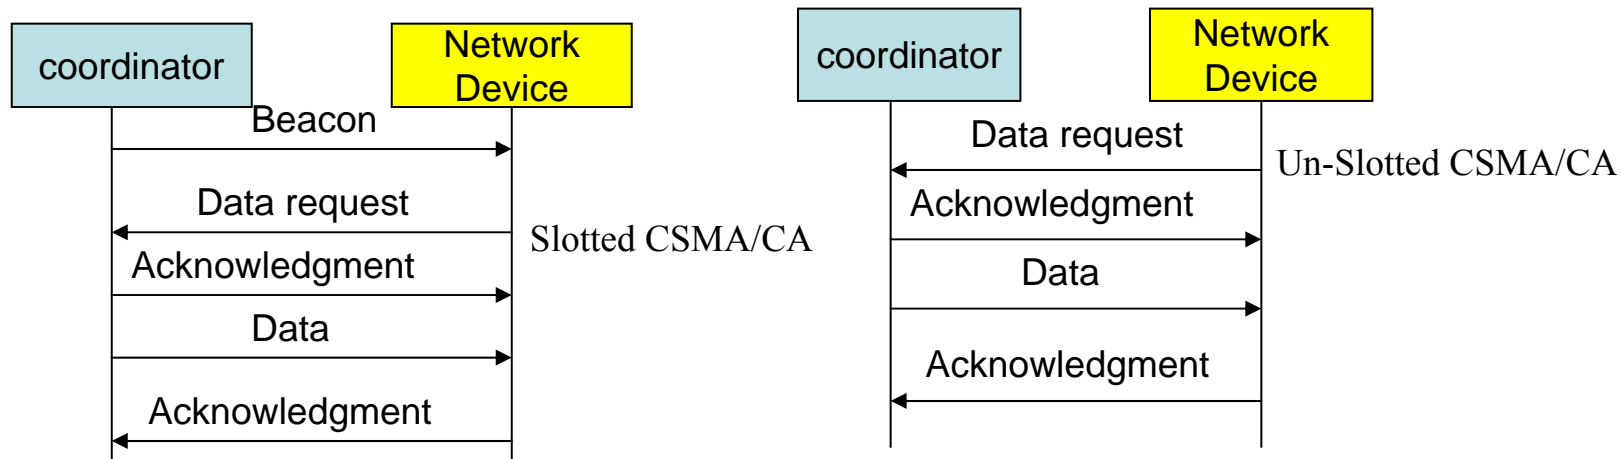 coordinator
Network
Device
Beacon
Data request
Slotted CSMA/CA
Acknowledgment
Data
Acknowledgment
coordinator
Network
Device
Data request
Un-Slotted CSMA/CA
Acknowledgment
Data
Acknowledgment